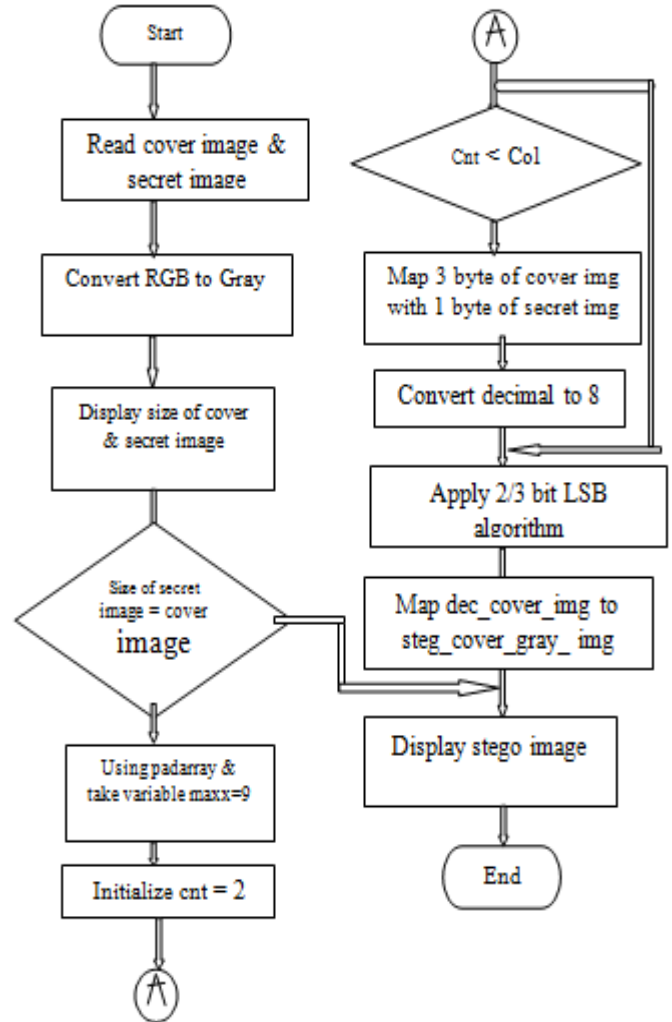 Start
Read cover image &
secret image
Convert RGB to Gray
Display size of cover
& secret image
Size of secret
image = cover
image
Using padarray &
take variable maxx=9
Initialize cnt = 2
A
A
Cnt < Col
Map 3 byte of cover img
with 1 byte of secret img
Convert decimal to 8
Apply 2/3 bit LSB
algorithm
Map dec_cover_img to
steg_cover_gray_ img
Display stego image
End